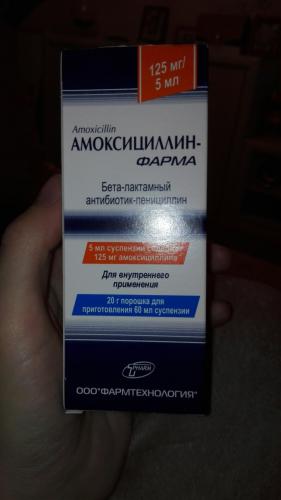 125 мг/
5 мл
Amoxicillin
АМОКСИЦИЛЛИН-
ФАРМА
Бета-лактамный
антибиотик-пенициллин
5 мл суспензии
125 мг амоксициллина
Для внутреннего
применения
20 г порошка для
приготовления 60 мл суспензии
PHARM
ООО"ФАРМТЕХНОЛОГИЯ"